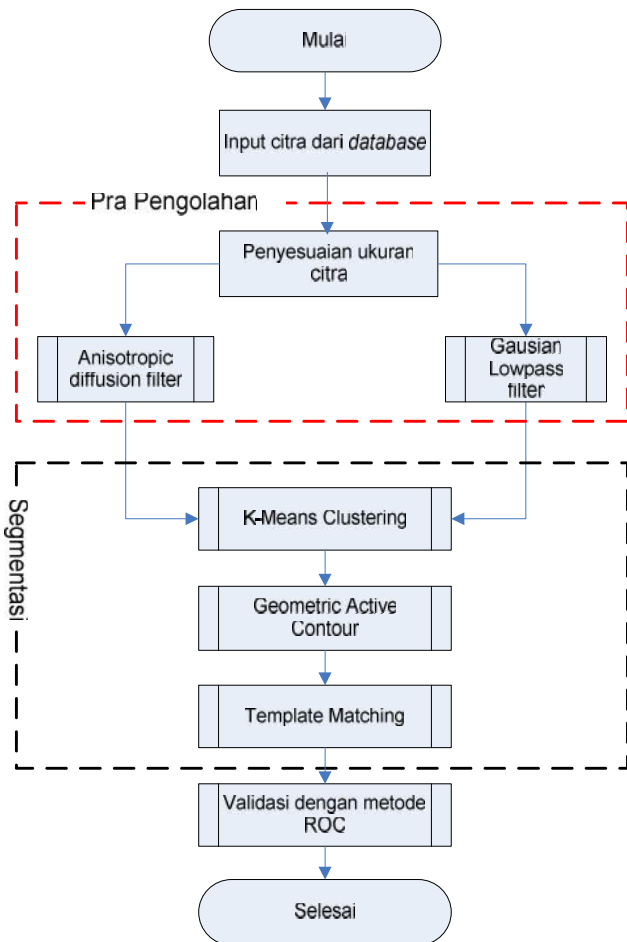 Mulai
Input citra dari database
Pra Pengolahan
Penyesuaian ukuran
citra
Anisotropic
diffusion filter
Gausian
Lowpass
filter
Segmentasi
K-Means Clustering
Geometric Active
Contour
Template Matching
Validasi dengan metode
ROC
Selesai